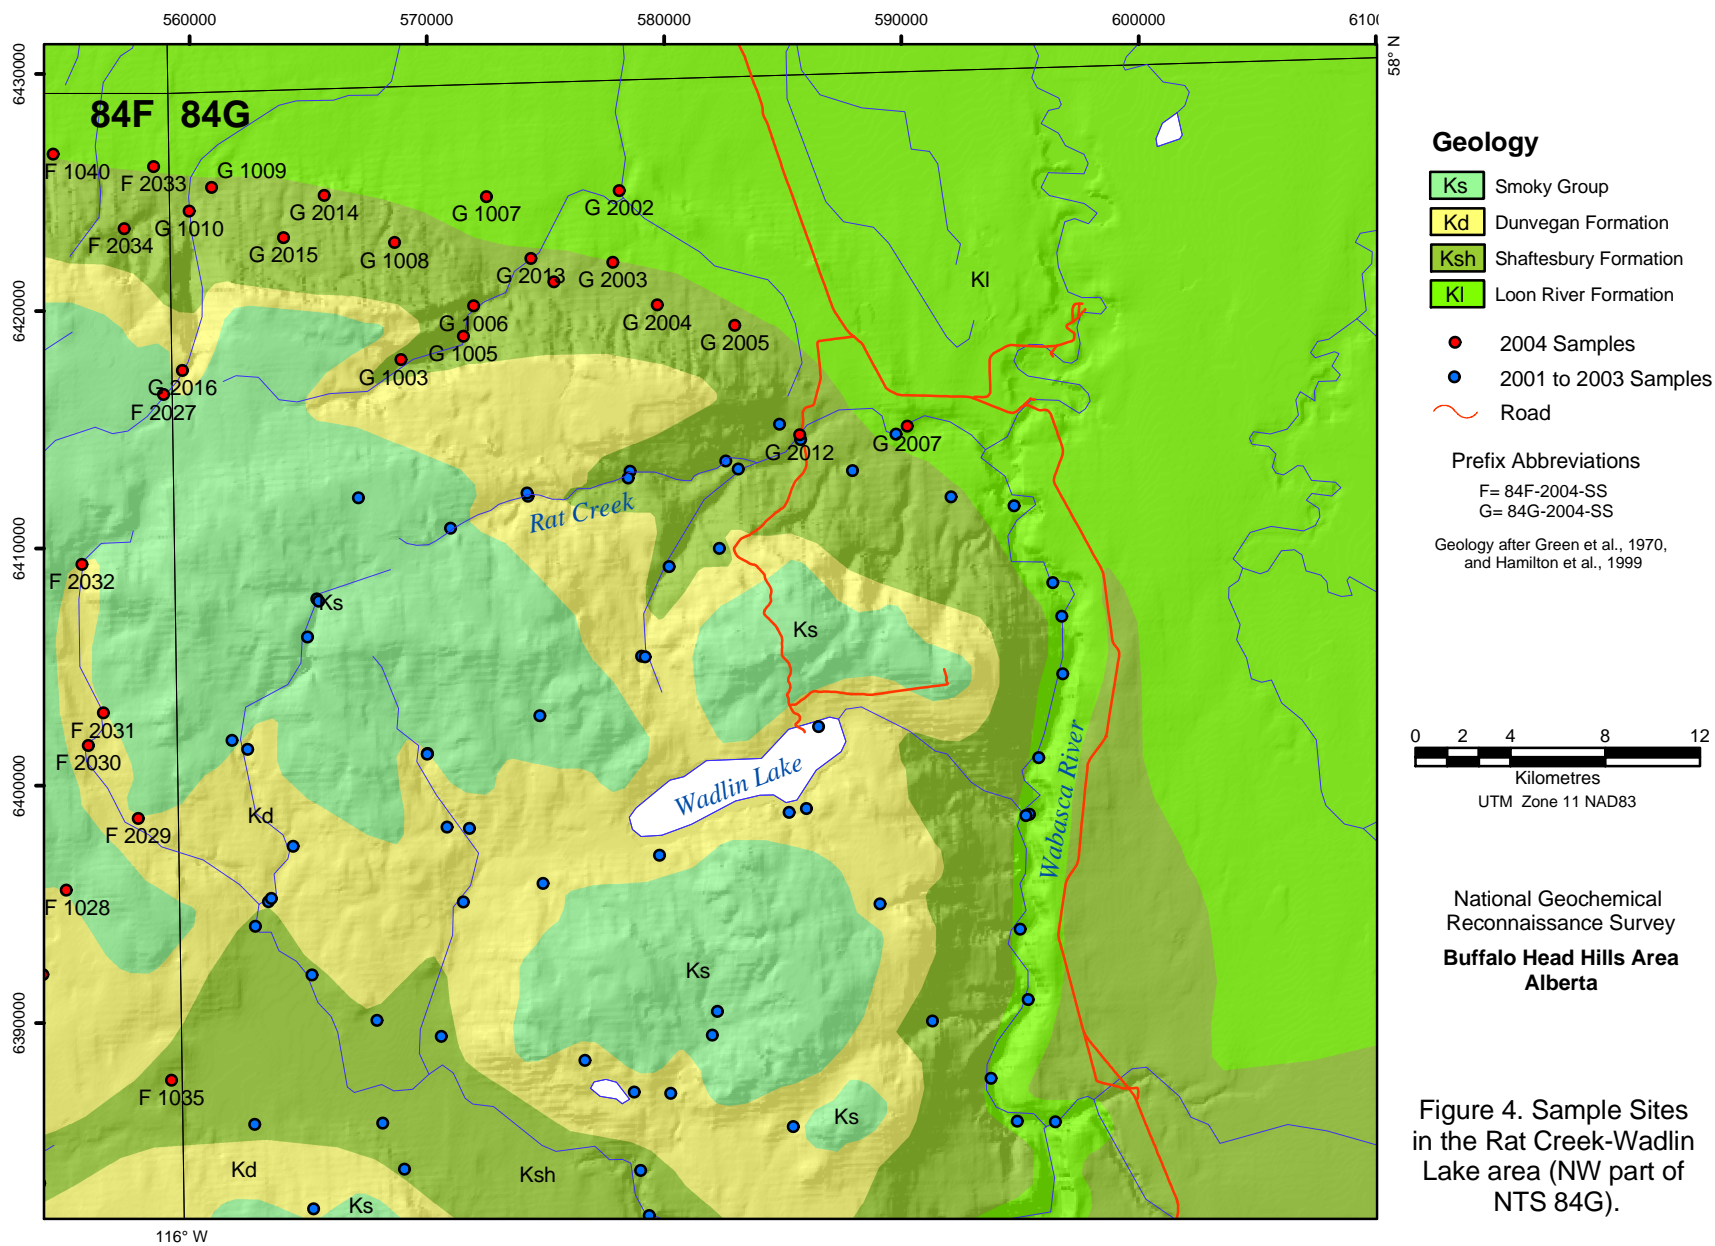 560000
570000
580000
590000
600000
6100
6430000
58° N
84F 84G
F 1040
F 2033
G 1009
G 2014
G 1007
G 2002
F 2034
G 1010
G 2015
G 1008
G 2013
G 2003
Kl
6420000
G 1006
G 2004
G 1005
G 2005
G 1003
G 2016
F 2027
G 2012
G 2007
Rat Creek
6410000
F 2032
Ks
Ks
F 2031
F 2030
Wadlin Lake
Wabasca River
6400000
Kd
F 2029
F 1028
Ks
6390000
F 1035
Ks
Kd
Ksh
Ks
116° W
Geology
Ks Smoky Group
Kd Dunvegan Formation
Ksh Shaftesbury Formation
Kl Loon River Formation
2004 Samples
2001 to 2003 Samples
Road
Prefix Abbreviations
F= 84F-2004-SS
G= 84G-2004-SS
Geology after Green et al., 1970,
and Hamilton et al., 1999
0 2 4 8 12
Kilometres
UTM Zone 11 NAD83
National Geochemical
Reconnaissance Survey
Buffalo Head Hills Area
Alberta
Figure 4. Sample Sites
in the Rat Creek-Wadlin
Lake area (NW part of
NTS 84G).